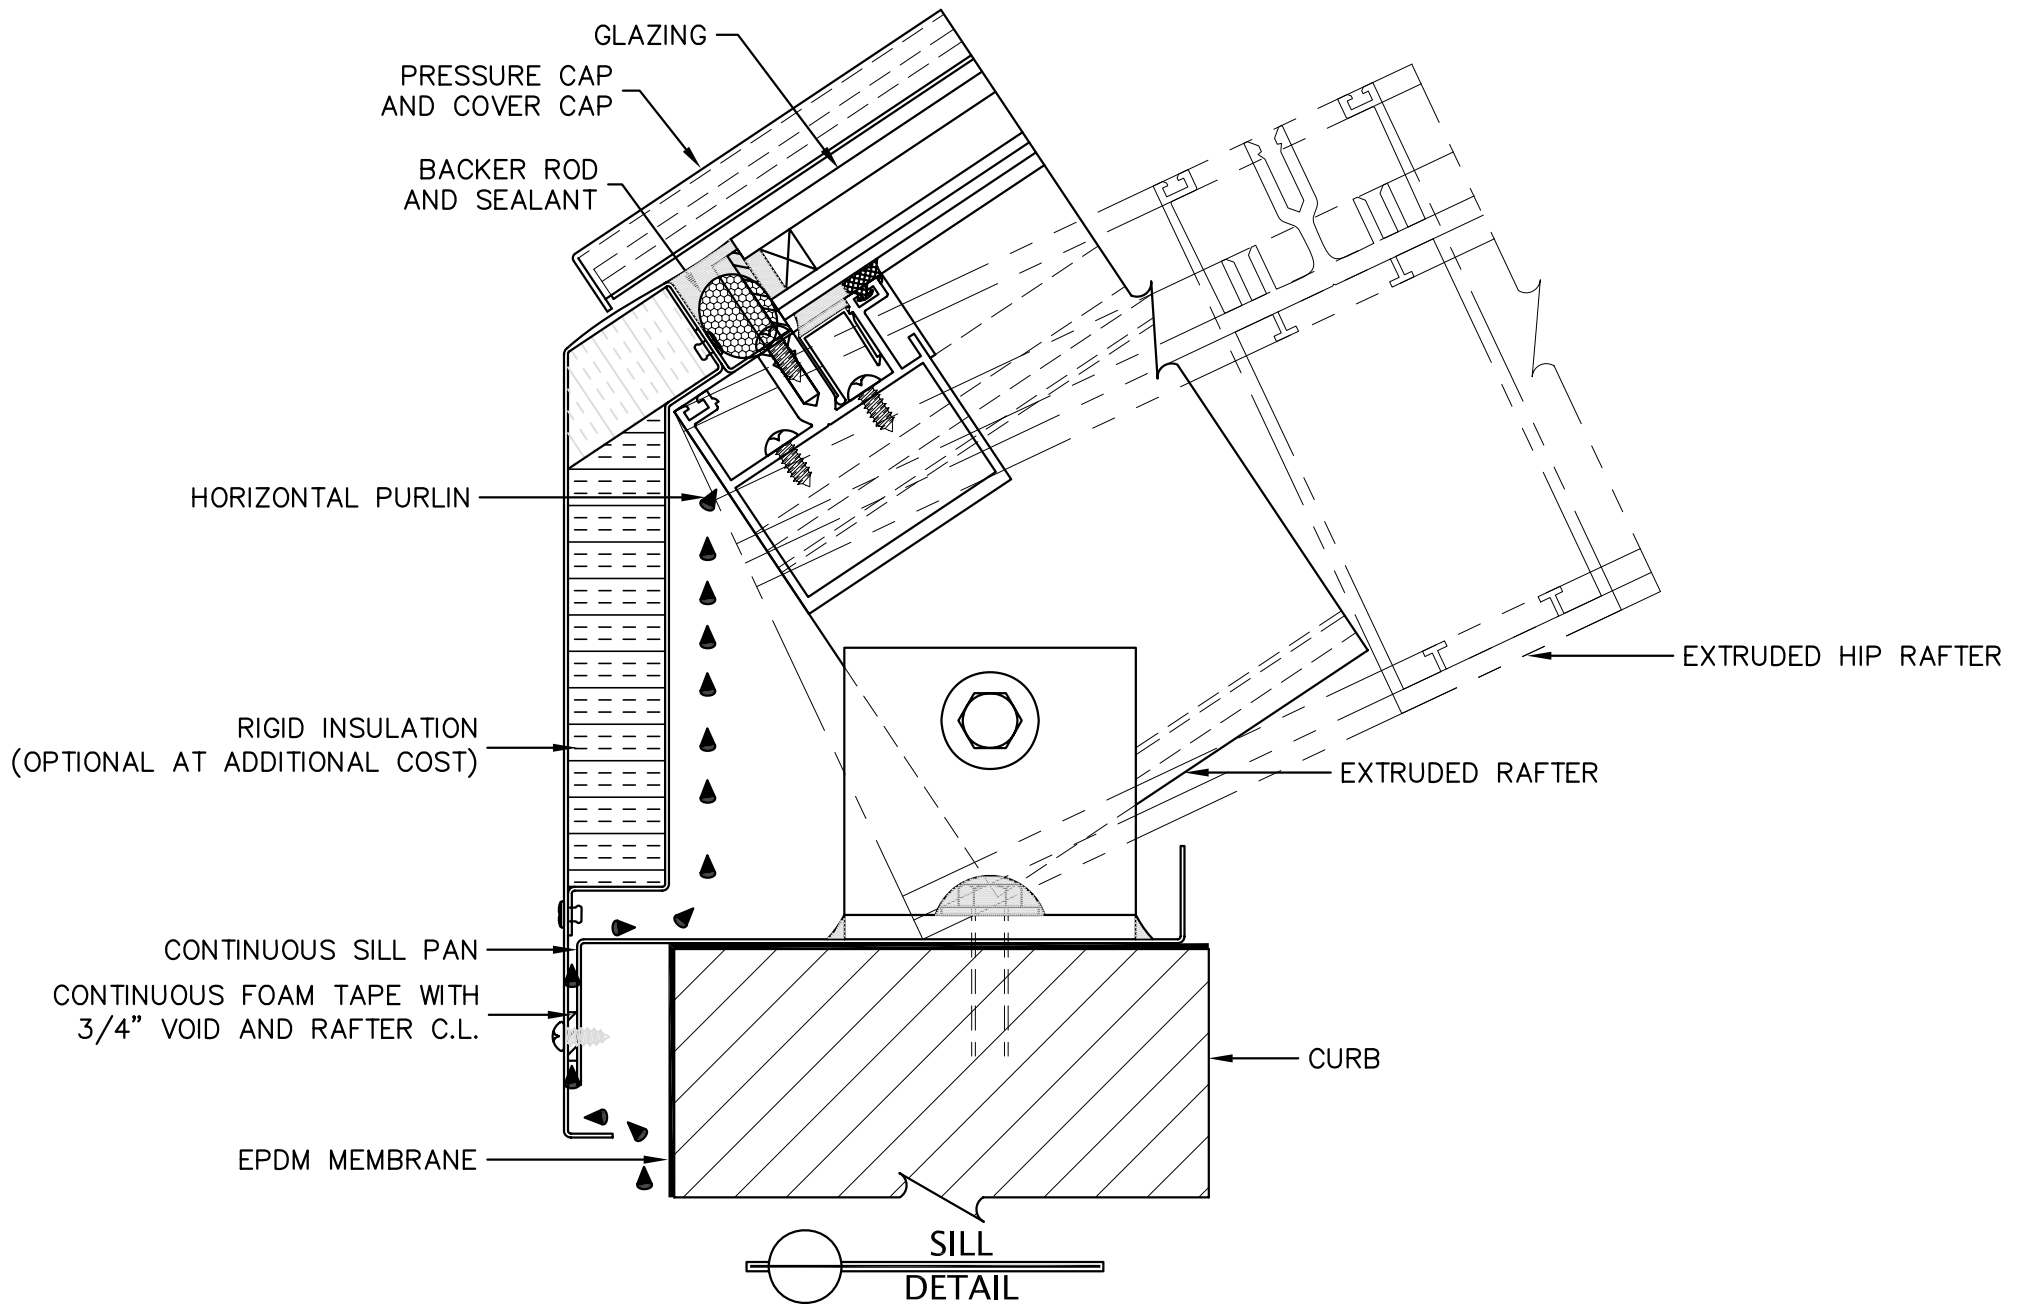 GLAZING
PRESSURE CAP
AND COVER CAP
BACKER ROD
AND SEALANT
HORIZONTAL PURLIN
EXTRUDED HIP RAFTER
RIGID INSULATION
(OPTIONAL AT ADDITIONAL COST)
EXTRUDED RAFTER
CONTINUOUS SILL PAN
CONTINUOUS FOAM TAPE WITH
3/4” VOID AND RAFTER C.L.
CURB
EPDM MEMBRANE
SILL
DETAIL